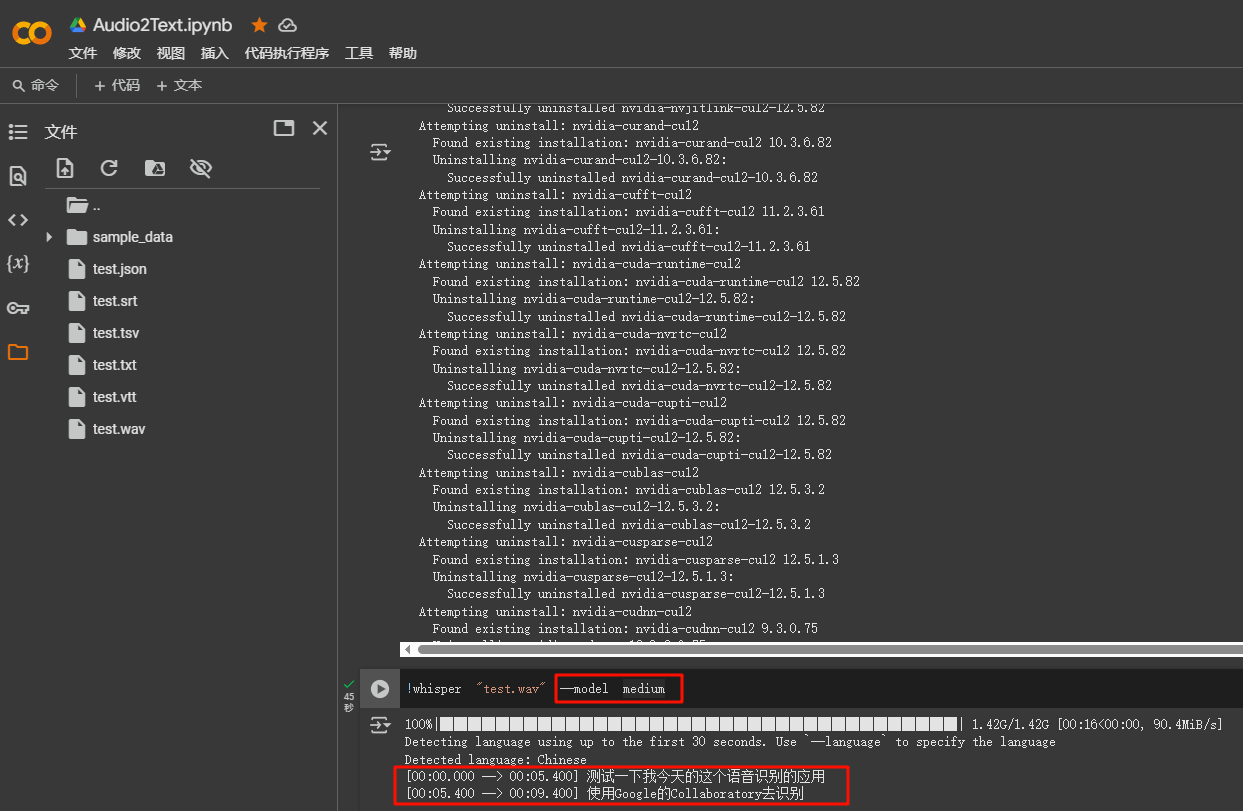 Audio2Text.ipynb
文件 修改 视图 插入 代码执行程序 工具 帮助
命令 + 代码 + 文本
文件
..
sample_data
test.json
test.srt
test.tsv
test.txt
test.vtt
test.wav
Successfully uninstalled nvidia-nvjitlink-cu12-12.5.82
Attempting uninstall: nvidia-curand-cu12
Found existing installation: nvidia-curand-cu12 10.3.6.82
Uninstalling nvidia-curand-cu12-10.3.6.82:
Successfully uninstalled nvidia-curand-cu12-10.3.6.82
Attempting uninstall: nvidia-cufft-cu12
Found existing installation: nvidia-cufft-cu12 11.2.3.61
Uninstalling nvidia-cufft-cu12-11.2.3.61:
Successfully uninstalled nvidia-cufft-cu12-11.2.3.61
Attempting uninstall: nvidia-cuda-runtime-cu12
Found existing installation: nvidia-cuda-runtime-cu12 12.5.82
Uninstalling nvidia-cuda-runtime-cu12-12.5.82:
Successfully uninstalled nvidia-cuda-runtime-cu12-12.5.82
Attempting uninstall: nvidia-cuda-nvrtc-cu12
Found existing installation: nvidia-cuda-nvrtc-cu12 12.5.82
Uninstalling nvidia-cuda-nvrtc-cu12-12.5.82:
Successfully uninstalled nvidia-cuda-nvrtc-cu12-12.5.82
Attempting uninstall: nvidia-cuda-cupti-cu12
Found existing installation: nvidia-cuda-cupti-cu12 12.5.82
Uninstalling nvidia-cuda-cupti-cu12-12.5.82:
Successfully uninstalled nvidia-cuda-cupti-cu12-12.5.82
Attempting uninstall: nvidia-cublas-cu12
Found existing installation: nvidia-cublas-cu12 12.5.3.2
Uninstalling nvidia-cublas-cu12-12.5.3.2:
Successfully uninstalled nvidia-cublas-cu12-12.5.3.2
Attempting uninstall: nvidia-cusparse-cu12
Found existing installation: nvidia-cusparse-cu12 12.5.1.3
Uninstalling nvidia-cusparse-cu12-12.5.1.3:
Successfully uninstalled nvidia-cusparse-cu12-12.5.1.3
Attempting uninstall: nvidia-cudnn-cu12
Found existing installation: nvidia-cudnn-cu12 9.3.0.75
45
秒
!whisper "test.wav" --model medium
100%| 1.42G/1.42G [00:16<00:00, 90.4MiB/s]
Detecting language using up to the first 30 seconds. Use `--language` to specify the language
Detected language: Chinese
[00:00.000 --> 00:05.400] 测试一下我今天的这个语音识别的应用
[00:05.400 --> 00:09.400] 使用Google的Collaboratory去识别